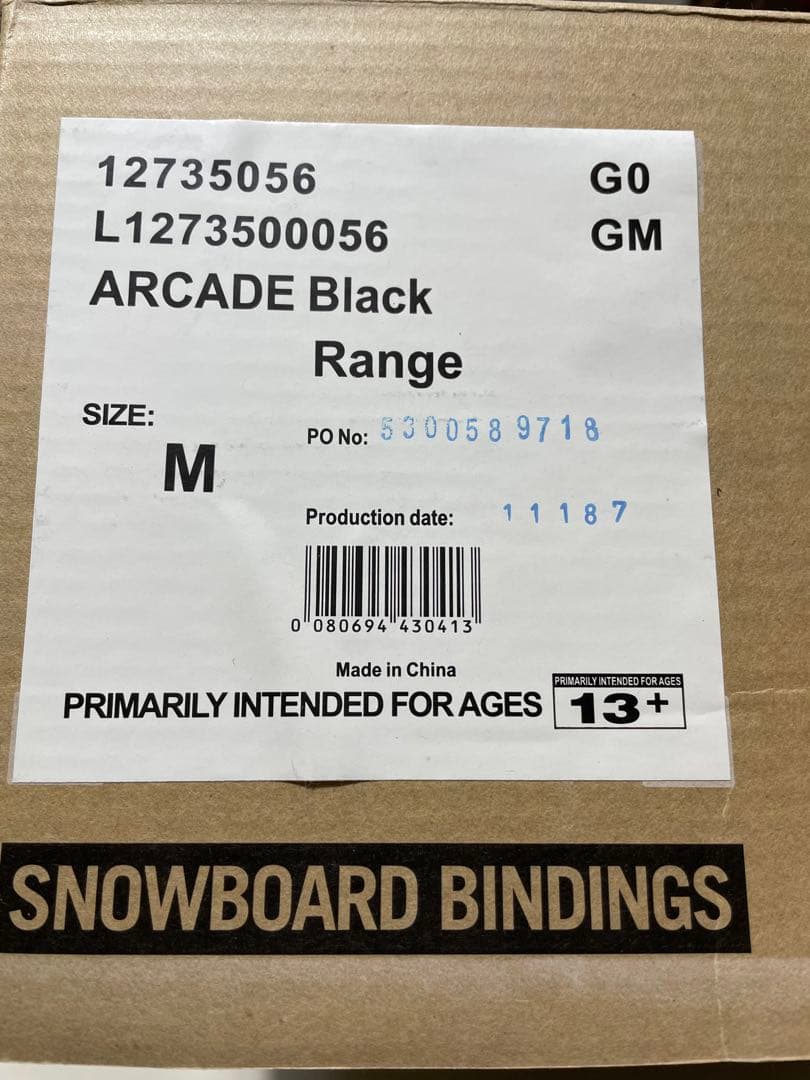 12735056 G0
L1273500056 GM
ARCADE Black
Range
SIZE:
M
PO No: 5300589718
Production date: 11187
0 080694 430413
Made in China
PRIMARILY INTENDED FOR AGES
PRIMARILY INTENDED FOR AGES
13+
SNOWBOARD BINDINGS